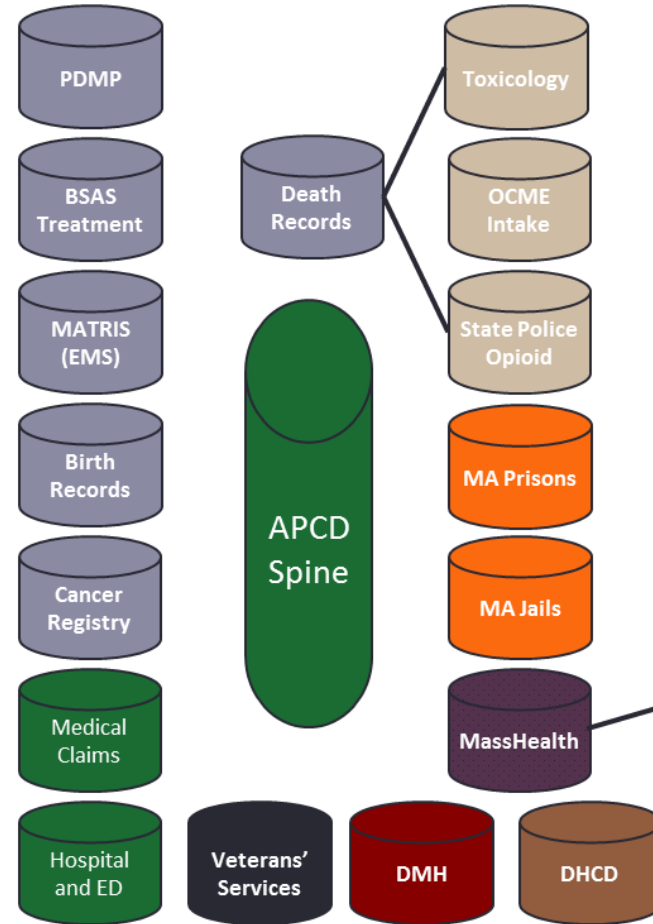 PDMP
Toxicology
BSAS
Treatment
Death
Records
OCME
Intake
MATRIS
(EMS)
State Police
Opioid
Birth
Records
APCD
Spine
MA Prisons
Cancer
Registry
MA Jails
Medical
Claims
MassHealth
Hospital
and ED
Veterans’
Services
DMH
DHCD